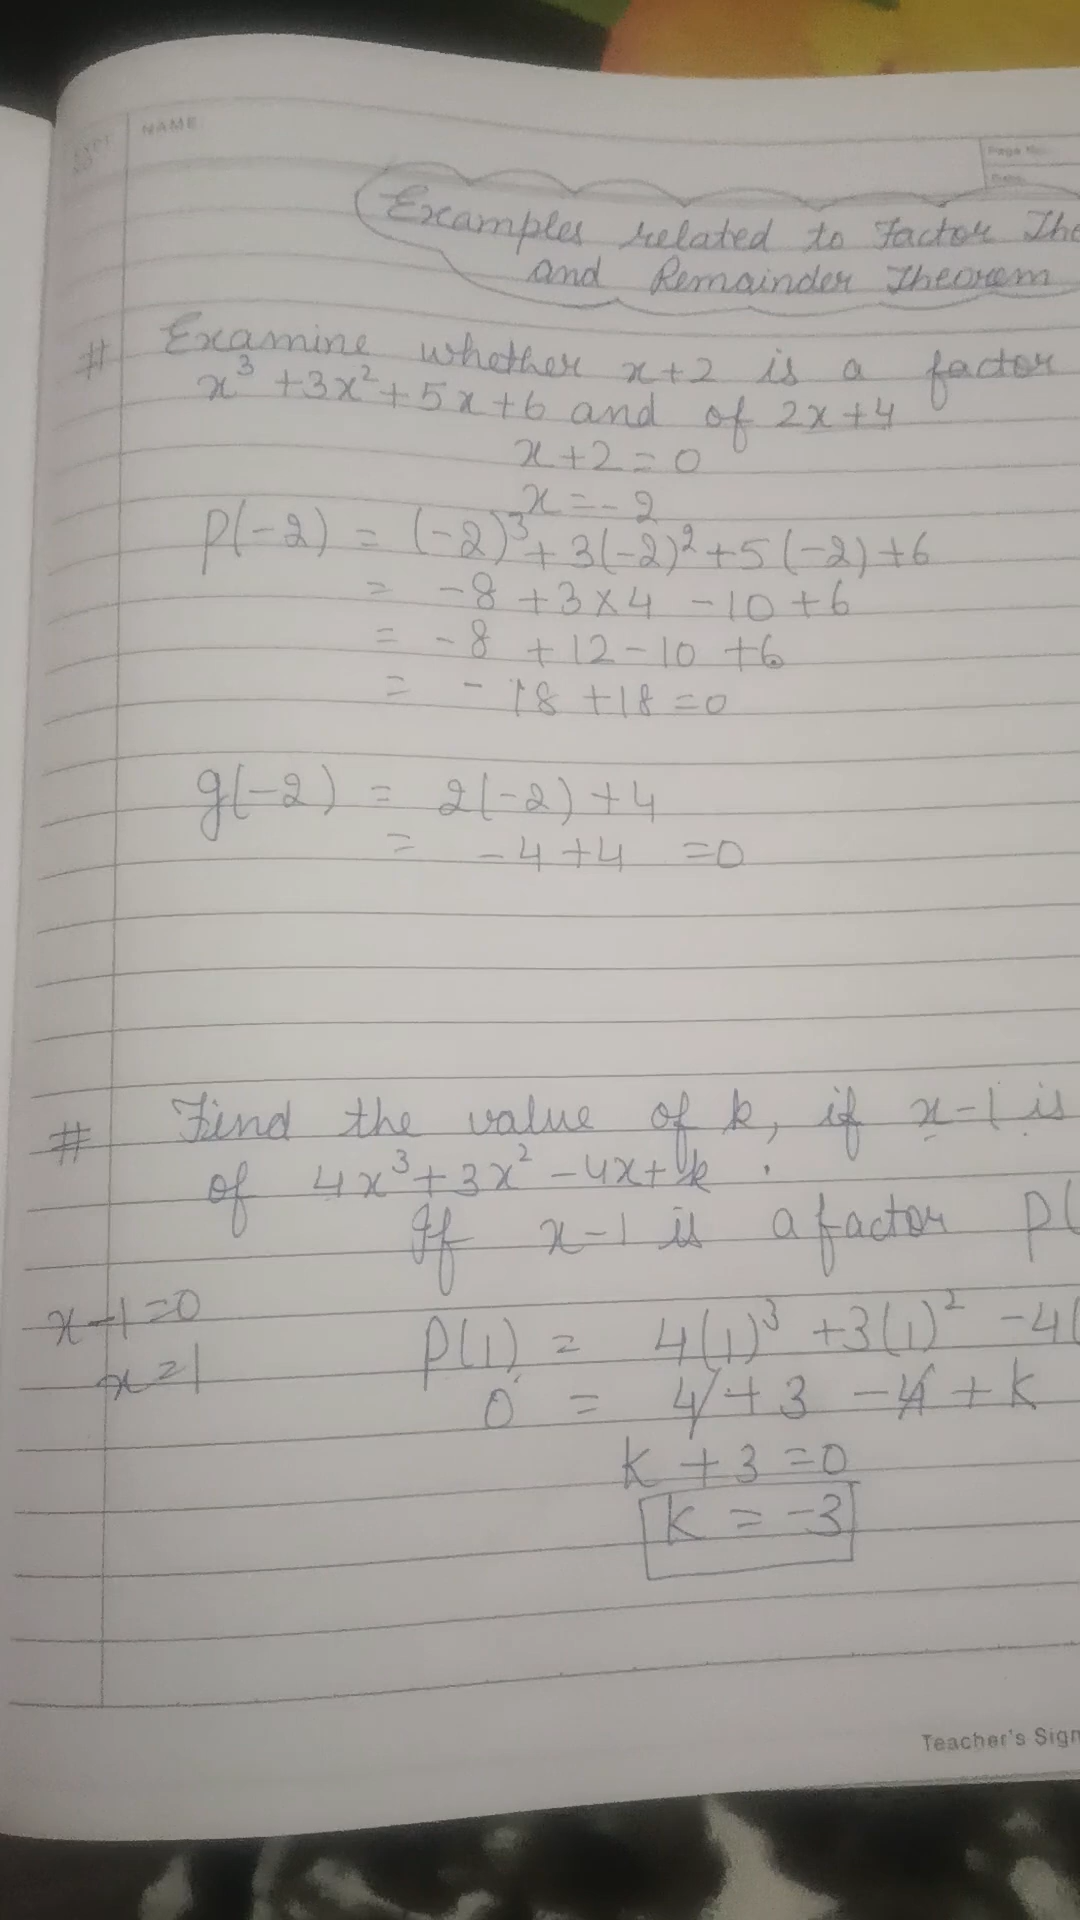 NAME
Page No.
Date
Examples related to Factor The
and Remainder Theorem
# Examine whether x+2 is a factor
x³ +3x²+5x+6 and of 2x+4
x+2=0
x=-2
p(-2) = (-2)³+3(-2)²+5(-2)+6
= -8 +3×4 -10+6
= -8 +12-10 +6
= -18 +18 =0
g(-2) = 2(-2)+4
= -4+4 =0
# Find the value of k, if x-1 is
of 4x³+3x²-4x+k.
If x-1 is a factor p(
x-1=0
x=1
P(1) = 4(1)³ +3(1)² -4(
0 = 4+3 -4+k
k +3=0
k = -3
Teacher's Sign